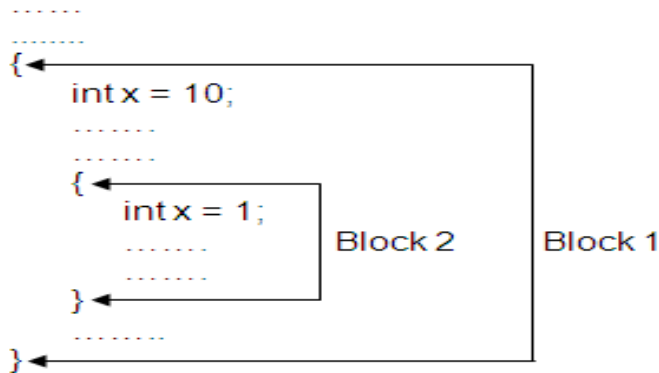 ......
........
{
int x = 10;
.......
.......
{
int x = 1;
.......
Block 2
Block 1
.......
}
........
}